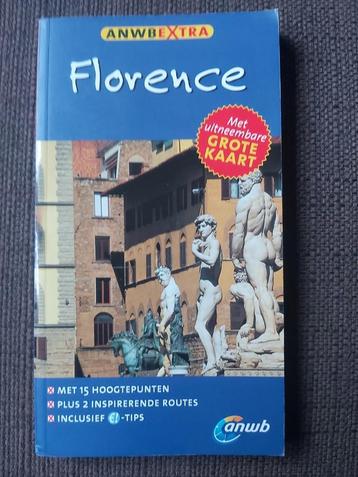 ANWBEXTRA
Florence
Met
uitneembare
GROTE
KAART
MET 15 HOOGTEPUNTEN
PLUS 2 INSPIRERENDE ROUTES
INCLUSIEF -TIPS
anwb